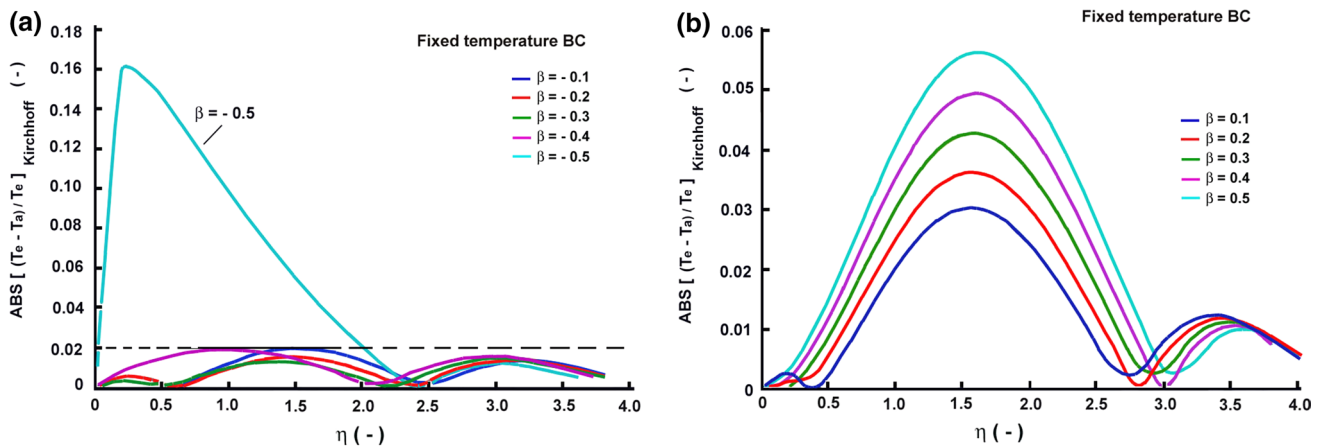 (a)
ABS [ (Te - Ta) / Te ] Kirchhoff ( - )
0.18
0.16
0.14
0.12
0.10
0.08
0.06
0.04
0.02
0
Fixed temperature BC
β = - 0.1
β = - 0.2
β = - 0.3
β = - 0.4
β = - 0.5
β = - 0.5
0 0.5 1.0 1.5 2.0 2.5 3.0 3.5 4.0
η ( - )
(b)
ABS [ (Te - Ta) / Te ] Kirchhoff ( - )
0.06
0.05
0.04
0.03
0.02
0.01
0
Fixed temperature BC
β = 0.1
β = 0.2
β = 0.3
β = 0.4
β = 0.5
0 0.5 1.0 1.5 2.0 2.5 3.0 3.5 4.0
η ( - )